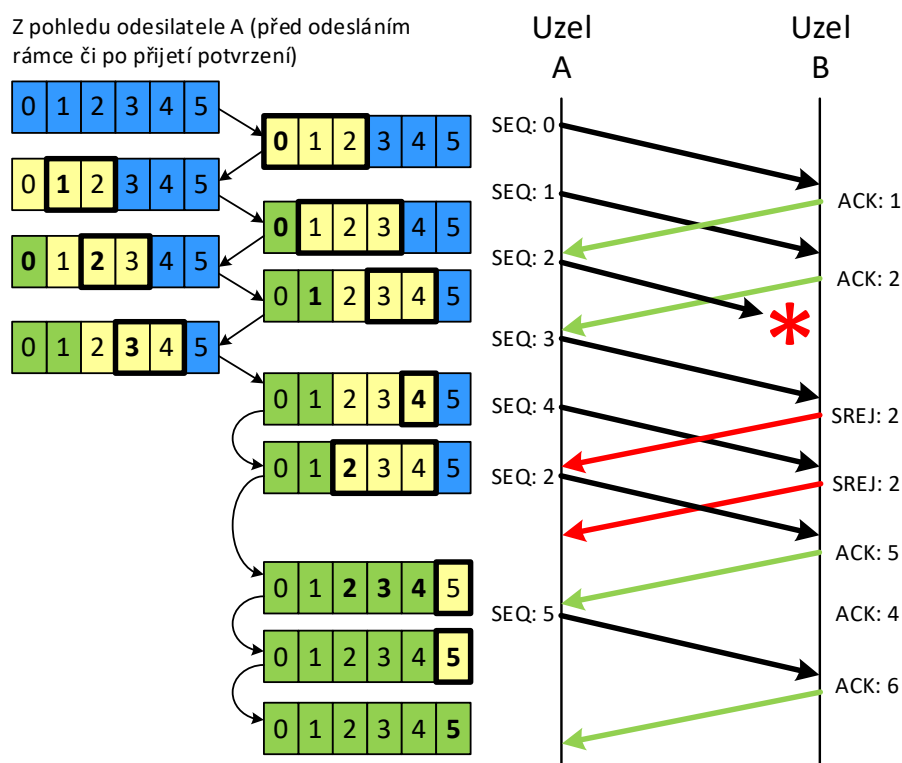 Z pohledu odesilatele A (před odesláním
rámce či po přijetí potvrzení)
Uzel
A
Uzel
B
0 1 2 3 4 5
0 1 2 3 4 5
0 1 2 3 4 5
0 1 2 3 4 5
0 1 2 3 4 5
0 1 2 3 4 5
0 1 2 3 4 5
0 1 2 3 4 5
0 1 2 3 4 5
0 1 2 3 4 5
0 1 2 3 4 5
0 1 2 3 4 5
SEQ: 0
SEQ: 1
ACK: 1
SEQ: 2
ACK: 2
*
SEQ: 3
SEQ: 4
SREJ: 2
SEQ: 2
SREJ: 2
ACK: 5
SEQ: 5
ACK: 4
ACK: 6